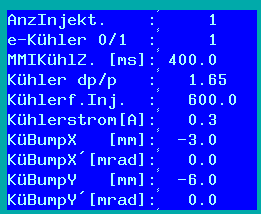 AnzInjekt. : 1
e-Kühler 0/1 : 1
MMIKühlZ. [ms]: 400.0
Kühler dp/p : 1.65
Kühlerf.Inj. : 600.0
Kühlerstrom[A]: 0.3
KüBumpX [mm]: -3.0
KüBumpX´[mrad]: 0.0
KüBumpY [mm]: -6.0
KüBumpY´[mrad]: 0.0